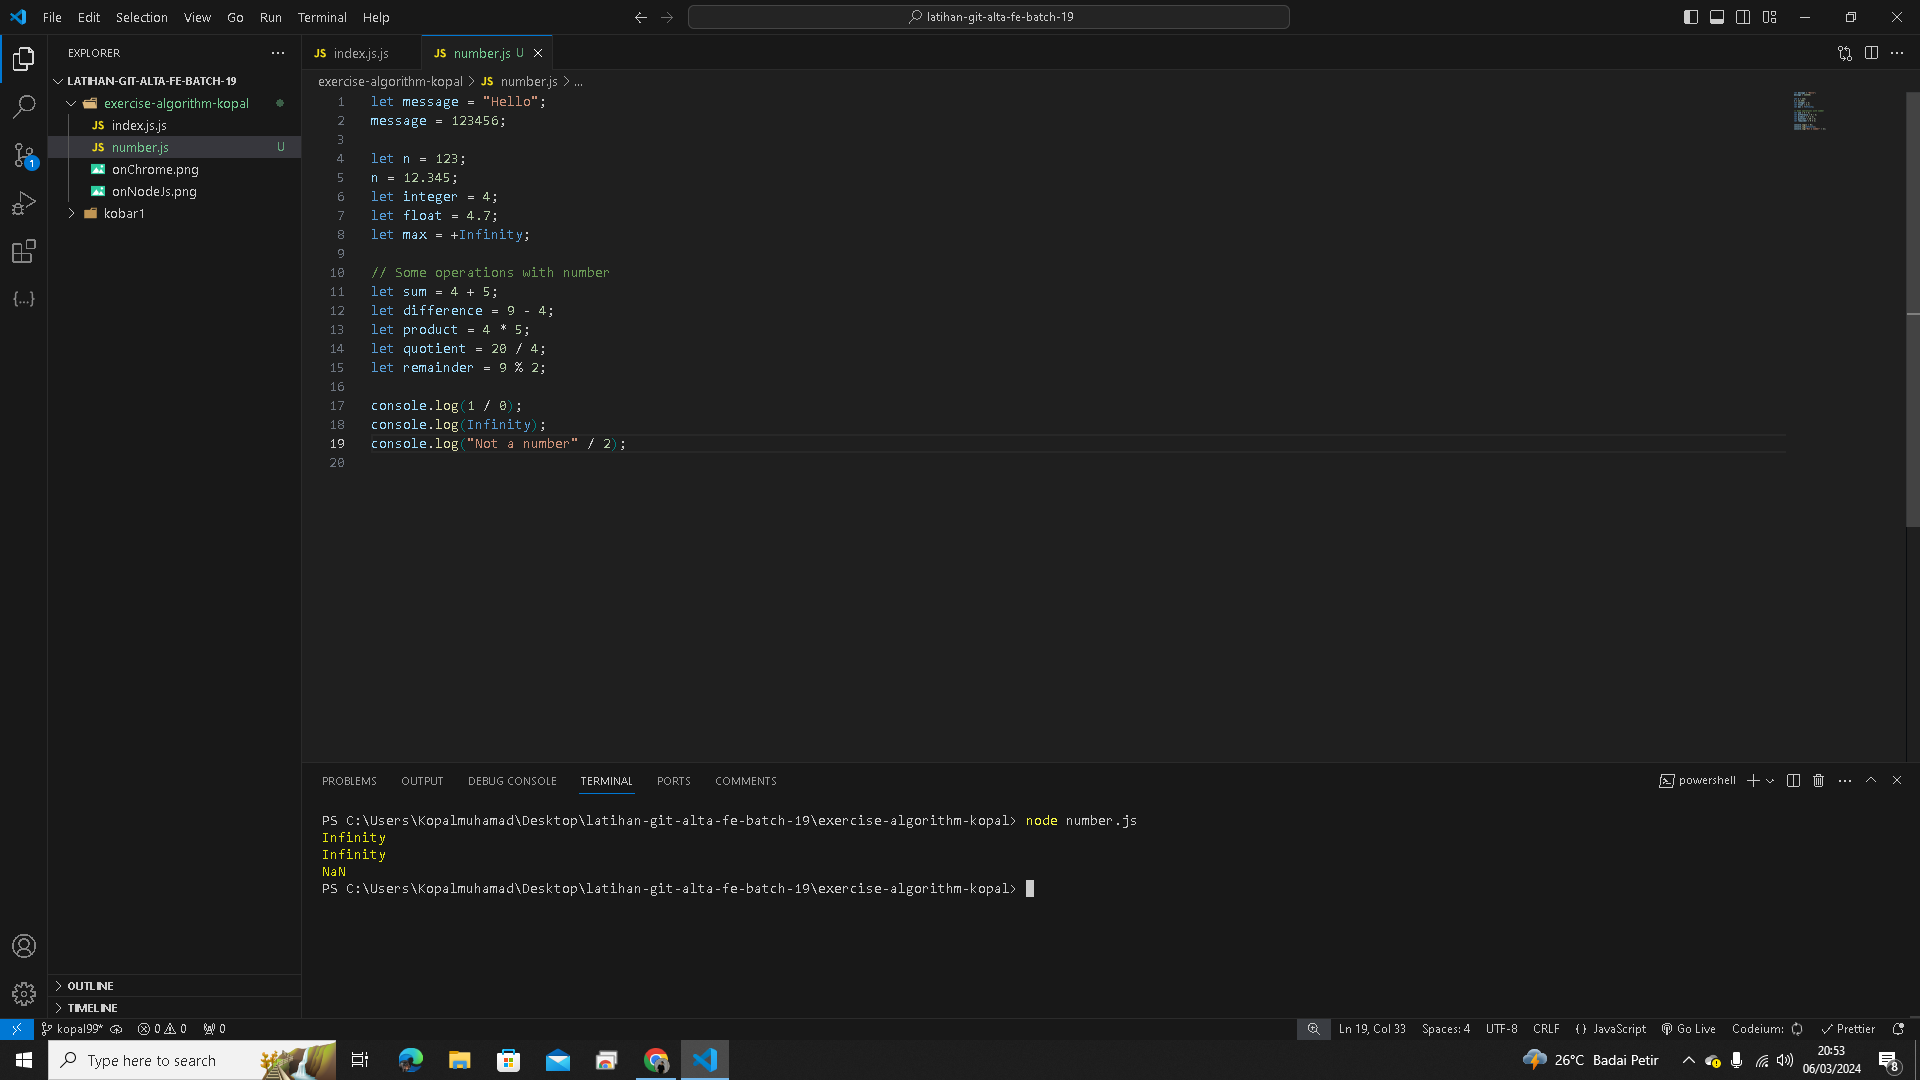 File Edit Selection View Go Run Terminal Help
latihan-git-alta-fe-batch-19
EXPLORER
LATIHAN-GIT-ALTA-FE-BATCH-19
exercise-algorithm-kopal
JS index.js.js
JS number.js U
onChrome.png
onNodeJs.png
kobar1
OUTLINE
TIMELINE
JS index.js.js
JS number.js U
exercise-algorithm-kopal > JS number.js > ...
1 let message = "Hello";
2 message = 123456;
3
4 let n = 123;
5 n = 12.345;
6 let integer = 4;
7 let float = 4.7;
8 let max = +Infinity;
9
10 // Some operations with number
11 let sum = 4 + 5;
12 let difference = 9 - 4;
13 let product = 4 * 5;
14 let quotient = 20 / 4;
15 let remainder = 9 % 2;
16
17 console.log(1 / 0);
18 console.log(Infinity);
19 console.log("Not a number" / 2);
20
PROBLEMS OUTPUT DEBUG CONSOLE TERMINAL PORTS COMMENTS
powershell
PS C:\Users\Kopalmuhamad\Desktop\latihan-git-alta-fe-batch-19\exercise-algorithm-kopal> node number.js
Infinity
Infinity
NaN
PS C:\Users\Kopalmuhamad\Desktop\latihan-git-alta-fe-batch-19\exercise-algorithm-kopal>
1
kopal99* 0 0 0
Ln 19, Col 33 Spaces: 4 UTF-8 CRLF {} JavaScript Go Live Codeium: Prettier
Type here to search
26°C Badai Petir
20:53
06/03/2024
8